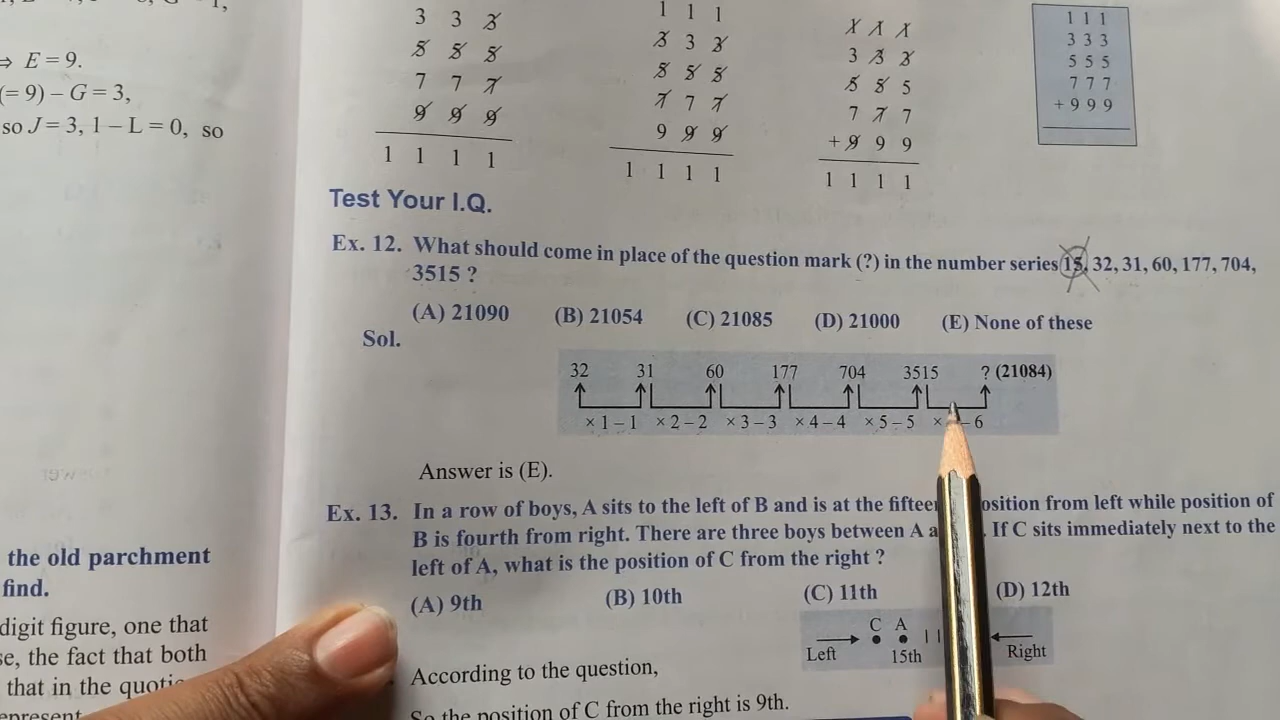 ⇒ E = 9.
(= 9) – G = 3,
so J = 3, 1 – L = 0, so
the old parchment
find.
digit figure, one that
se, the fact that both
that in the
3 3 3
5 5 5
7 7 7
9 9 9
1 1 1 1
1 1 1
3 3 3
5 5 5
7 7 7
9 9 9
1 1 1 1
1 1 1
3 3 3
5 5 5
7 7 7
+ 9 9 9
1 1 1 1
1 1 1
3 3 3
5 5 5
7 7 7
+ 9 9 9
Test Your I.Q.
Ex. 12. What should come in place of the question mark (?) in the number series 15, 32, 31, 60, 177, 704,
3515 ?
(A) 21090 (B) 21054 (C) 21085 (D) 21000 (E) None of these
Sol.
32 31 60 177 704 3515 ? (21084)
× 1 – 1 × 2 – 2 × 3 – 3 × 4 – 4 × 5 – 5 × – 6
Answer is (E).
Ex. 13. In a row of boys, A sits to the left of B and is at the position from left while position of
B is fourth from right. There are three boys between A If C sits immediately next to the
left of A, what is the position of C from the right ?
(A) 9th (B) 10th (C) 11th (D) 12th
C A
Left 15th Right
According to the question,
So the position of C from the right is 9th.